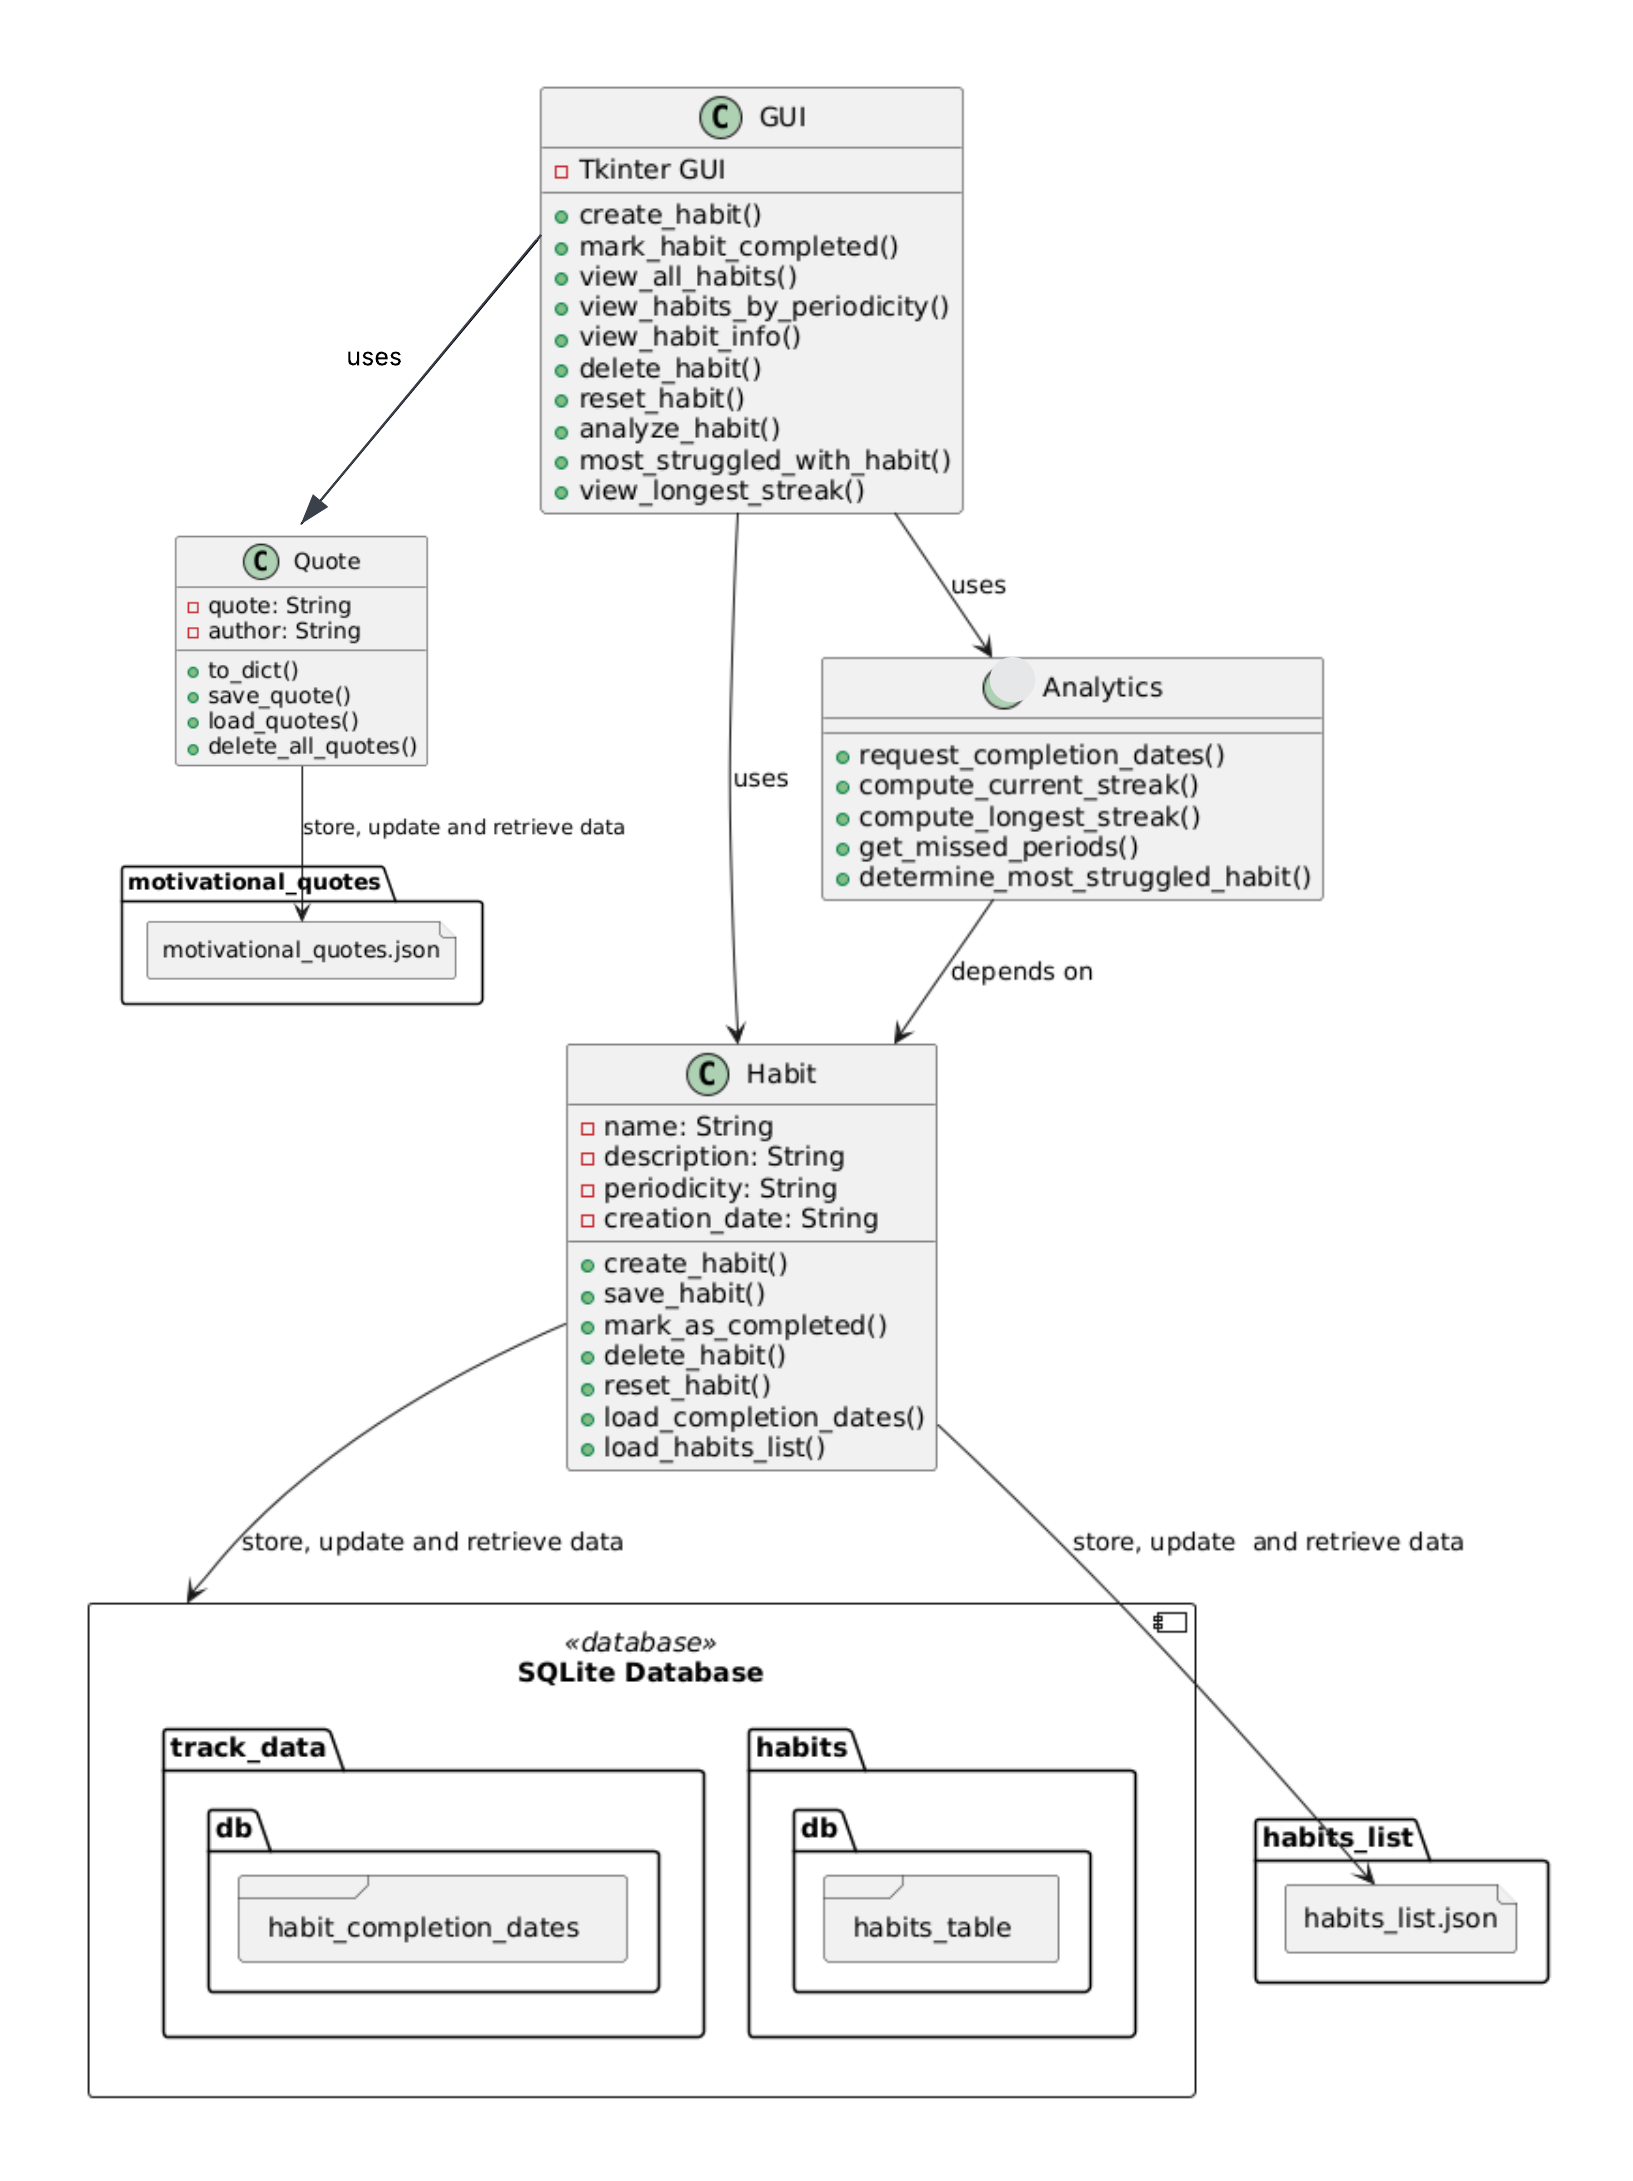 C GUI
Tkinter GUI
create_habit()
mark_habit_completed()
view_all_habits()
view_habits_by_periodicity()
view_habit_info()
delete_habit()
reset_habit()
analyze_habit()
most_struggled_with_habit()
view_longest_streak()
uses
uses
uses
C Quote
quote: String
author: String
to_dict()
save_quote()
load_quotes()
delete_all_quotes()
store, update and retrieve data
motivational_quotes
motivational_quotes.json
Analytics
request_completion_dates()
compute_current_streak()
compute_longest_streak()
get_missed_periods()
determine_most_struggled_habit()
depends on
C Habit
name: String
description: String
periodicity: String
creation_date: String
create_habit()
save_habit()
mark_as_completed()
delete_habit()
reset_habit()
load_completion_dates()
load_habits_list()
store, update and retrieve data
store, update  and retrieve data
«database»
SQLite Database
track_data
db
habit_completion_dates
habits
db
habits_table
habits_list
habits_list.json